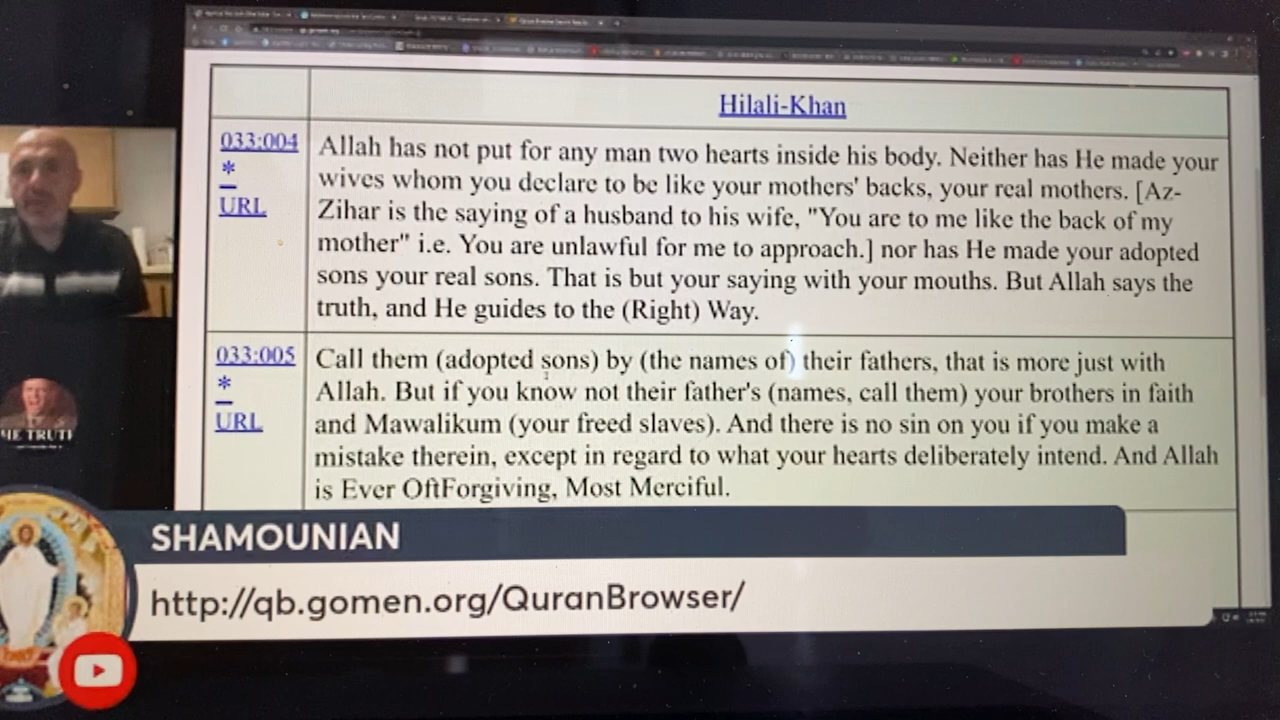 Hilali-Khan
033:004
*
URL
Allah has not put for any man two hearts inside his body. Neither has He made your
wives whom you declare to be like your mothers' backs, your real mothers. [Az-
Zihar is the saying of a husband to his wife, "You are to me like the back of my
mother" i.e. You are unlawful for me to approach.] nor has He made your adopted
sons your real sons. That is but your saying with your mouths. But Allah says the
truth, and He guides to the (Right) Way.
033:005
*
URL
Call them (adopted sons) by (the names of) their fathers, that is more just with
Allah. But if you know not their father's (names, call them) your brothers in faith
and Mawalikum (your freed slaves). And there is no sin on you if you make a
mistake therein, except in regard to what your hearts deliberately intend. And Allah
is Ever OftForgiving, Most Merciful.
SHAMOUNIAN
http://qb.gomen.org/QuranBrowser/